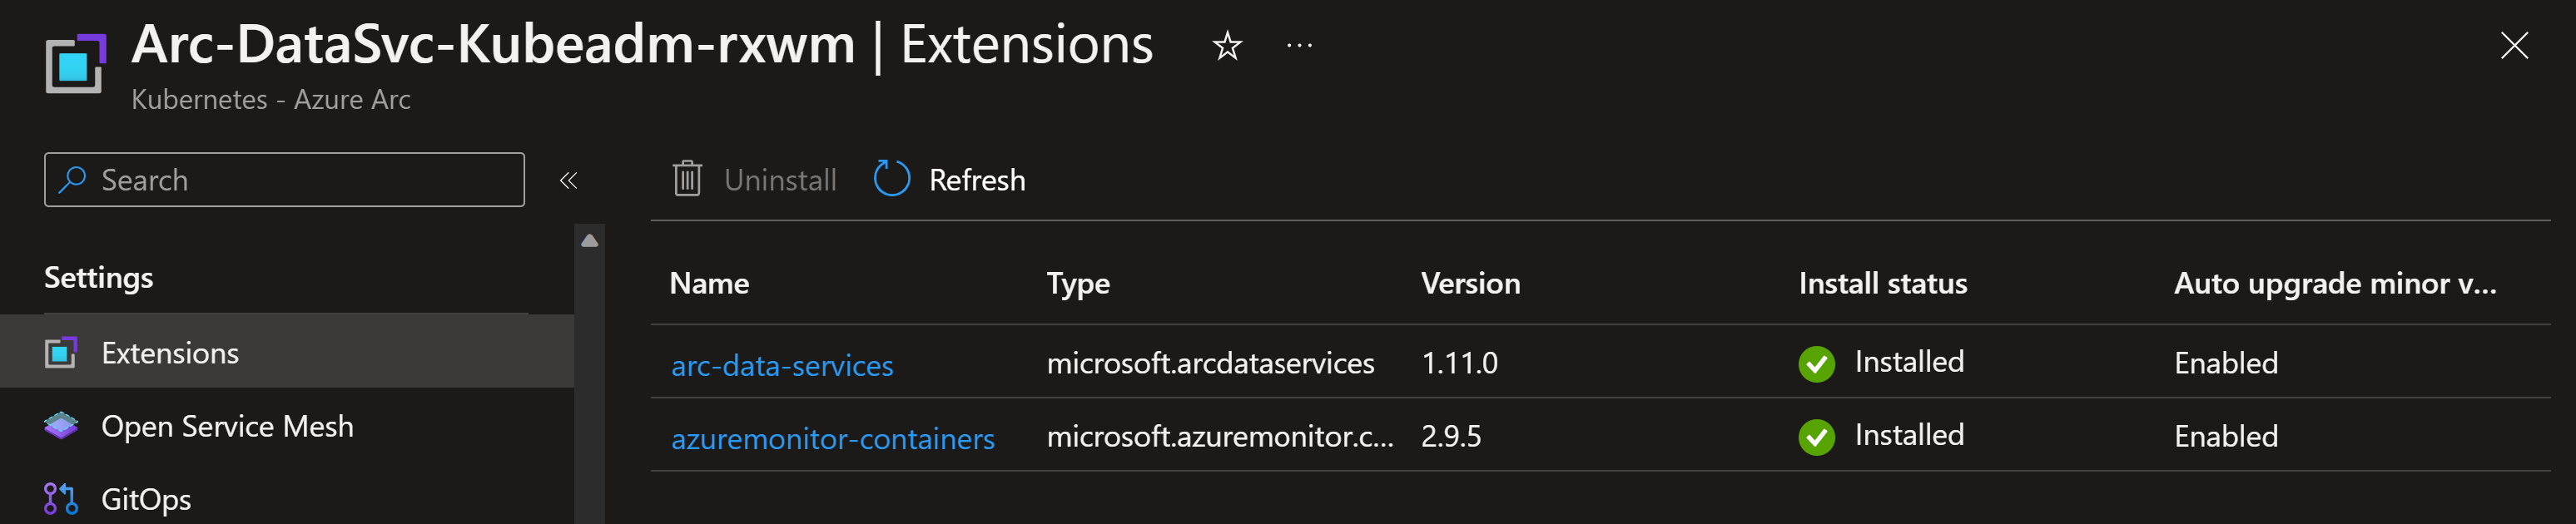 Arc-DataSvc-Kubeadm-rxwm | Extensions
Kubernetes - Azure Arc
Search
Settings
Extensions
Open Service Mesh
GitOps
Uninstall Refresh
Name Type Version Install status Auto upgrade minor v...
arc-data-services microsoft.arcdataservices 1.11.0 Installed Enabled
azuremonitor-containers microsoft.azuremonitor.c... 2.9.5 Installed Enabled